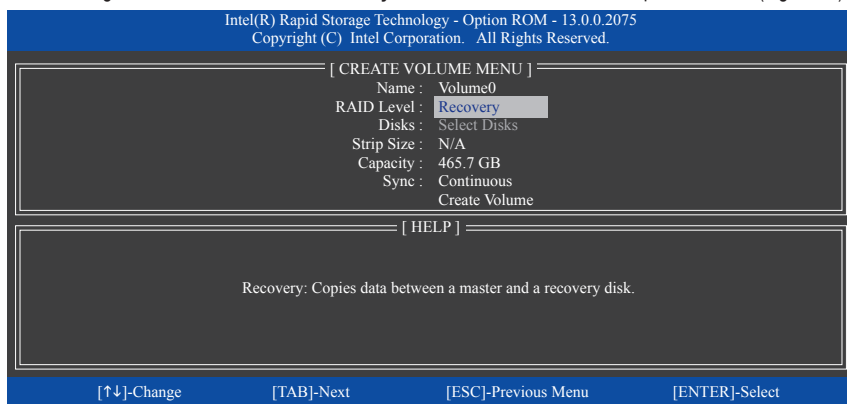 Intel(R) Rapid Storage Technology - Option ROM - 13.0.0.2075
Copyright (C) Intel Corporation. All Rights Reserved.
[ CREATE VOLUME MENU ]
Name : Volume0
RAID Level : Recovery
Disks : Select Disks
Strip Size : N/A
Capacity : 465.7 GB
Sync : Continuous
Create Volume
[ HELP ]
Recovery: Copies data between a master and a recovery disk.
[↑↓]-Change [TAB]-Next [ESC]-Previous Menu [ENTER]-Select